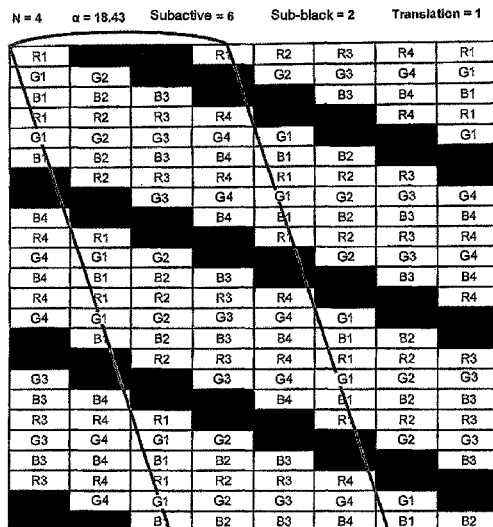 N = 4 α = 18.43 Subactive = 6 Sub-black = 2 Translation = 1
R1 R1 R2 R3 R4 R1
G1 G2 G2 G3 G4 G1
B1 B2 B3 B3 B4 B1
R1 R2 R3 R4 R4 R1
G1 G2 G3 G4 G1 G1
B1 B2 B3 B4 B1 B2
R2 R3 R4 R1 R2 R3
G3 G4 G1 G2 G3 G4
B4 B4 B1 B2 B3 B4
R4 R1 R1 R2 R3 R4
G4 G1 G2 G2 G3 G4
B4 B1 B2 B3 B3 B4
R4 R1 R2 R3 R4 R4
G4 G1 G2 G3 G4 G1
B1 B2 B3 B4 B1 B2
R2 R3 R4 R1 R2 R3
G3 G3 G4 G1 G2 G3
B3 B4 B4 B1 B2 B3
R3 R4 R1 R1 R2 R3
G3 G4 G1 G2 G2 G3
B3 B4 B1 B2 B3 B3
R3 R4 R1 R2 R3 R4
G4 G1 G2 G3 G4 G1
B1 B2 B3 B4 B1 B2